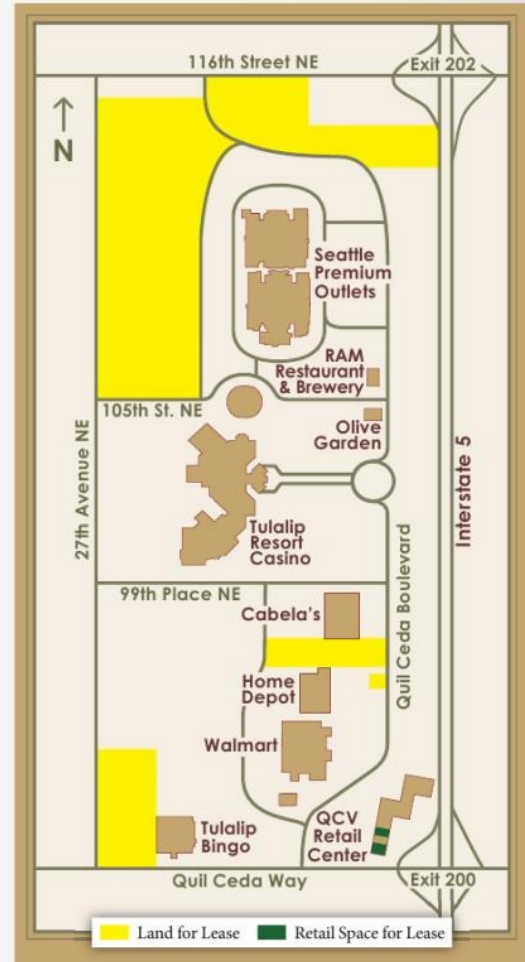 116th Street NE
Exit 202
N
Seattle
Premium
Outlets
RAM
Restaurant
& Brewery
105th St. NE
Olive
Garden
27th Avenue NE
Interstate 5
Tulalip
Resort
Casino
99th Place NE
Cabela's
Quil Ceda Boulevard
Home
Depot
Walmart
Tulalip
Bingo
QCV
Retail
Center
Quil Ceda Way
Exit 200
Land for Lease
Retail Space for Lease